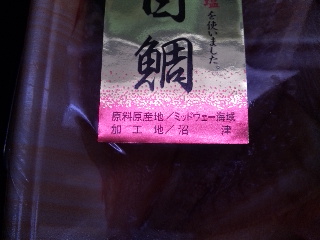 塩を使いました。
目鯛
原料原産地/ミッドウェー海域
加工地/沼津